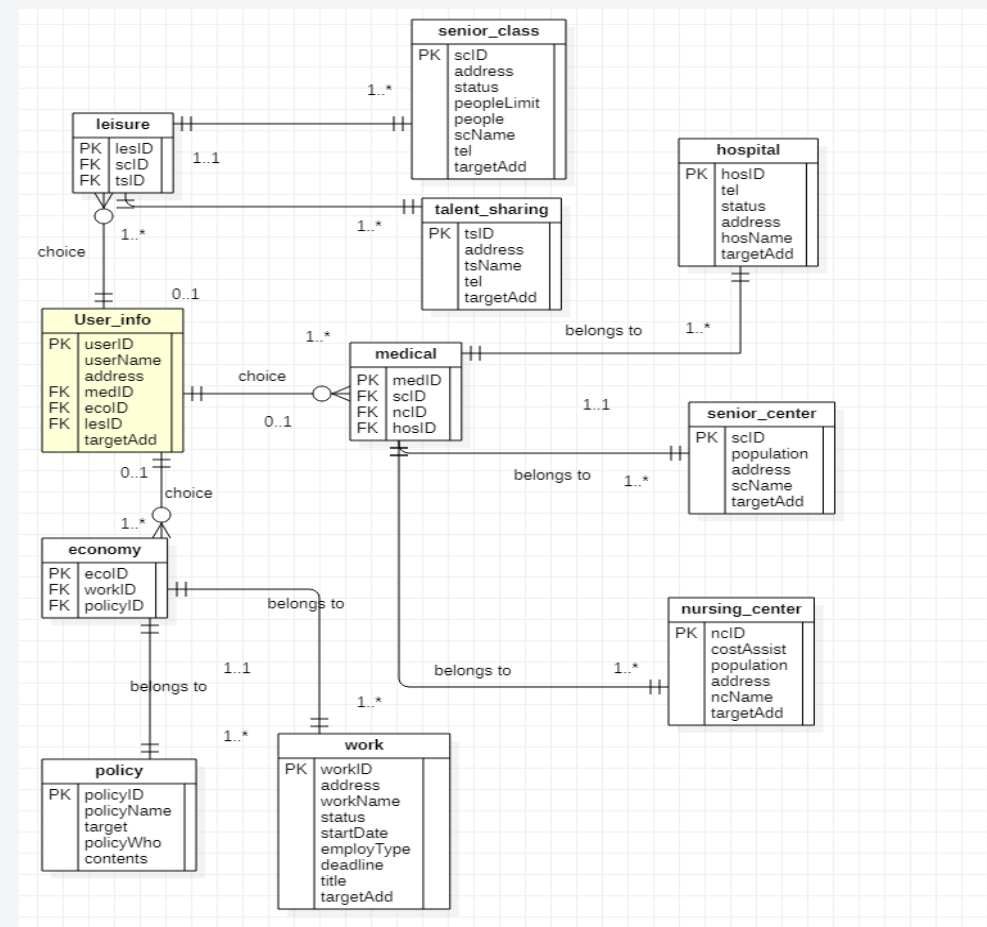 senior_class
PK scID
address
status
peopleLimit
people
scName
tel
targetAdd
1..*
leisure
PK lesID
FK scID
FK tsID
1..1
1..*
choice
talent_sharing
PK tsID
address
tsName
tel
targetAdd
1..*
hospital
PK hosID
tel
status
address
hosName
targetAdd
0..1
User_info
PK userID
userName
address
FK medID
FK ecoID
FK lesID
targetAdd
1..*
choice
0..1
medical
PK medID
FK scID
FK ncID
FK hosID
belongs to
1..*
1..1
senior_center
PK scID
population
address
scName
targetAdd
belongs to
1..*
0..1
choice
1..*
economy
PK ecoID
FK workID
FK policyID
belongs to
nursing_center
PK ncID
costAssist
population
address
ncName
targetAdd
belongs to
1..*
1..1
belongs to
1..*
1..*
policy
PK policyID
policyName
target
policyWho
contents
work
PK workID
address
workName
status
startDate
employType
deadline
title
targetAdd